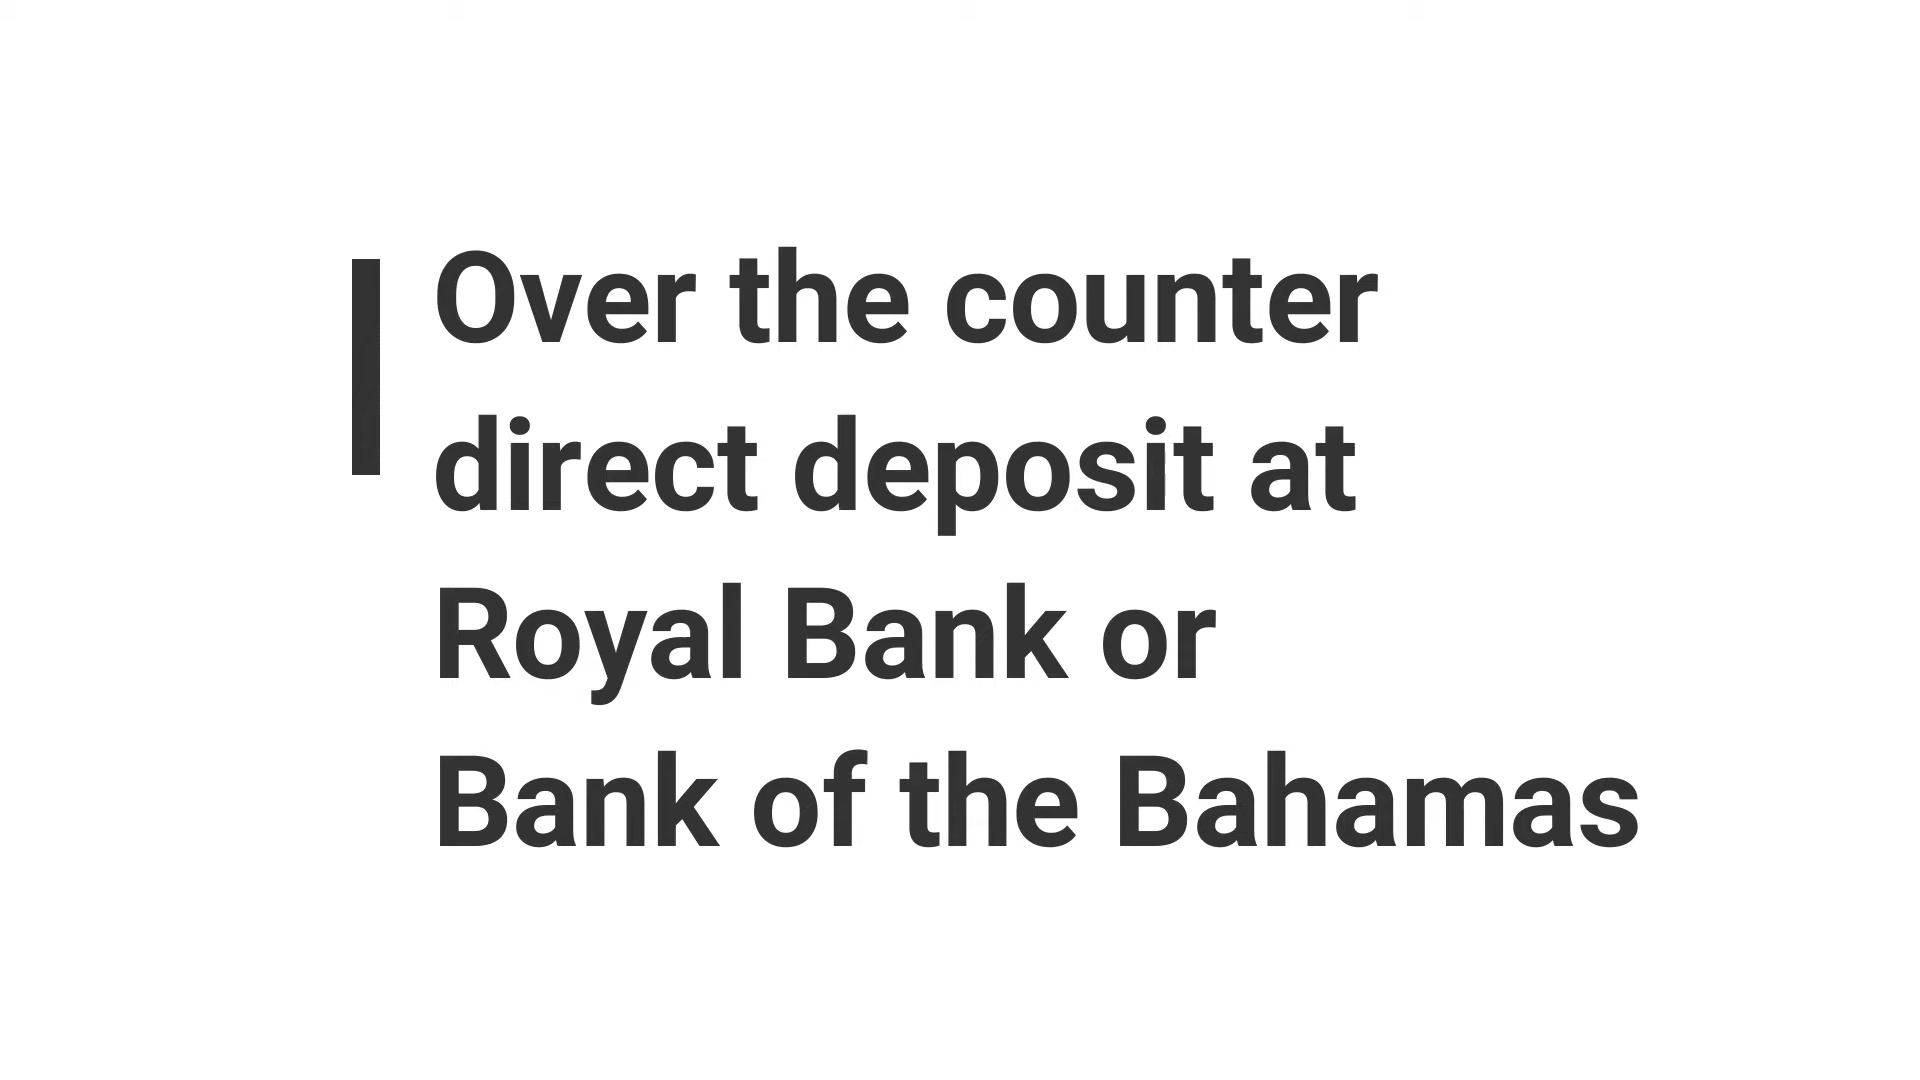 Over the counter
direct deposit at
Royal Bank or
Bank of the Bahamas